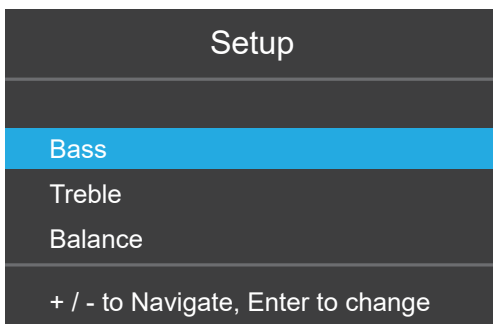 Setup
Bass
Treble
Balance
+ / - to Navigate, Enter to change